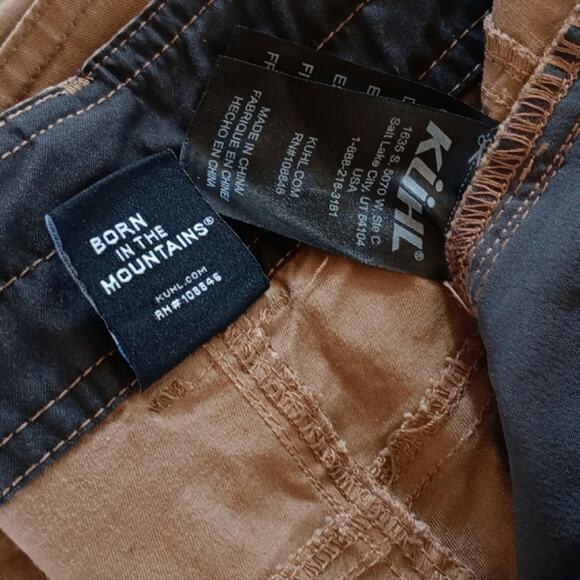 BORN
IN THE
MOUNTAINS®
KUHL.COM
RN#108846
KÜHL®
1635 S. 5070 W. Ste C
Salt Lake City, UT 84104
USA
1-888-218-3191
KUHL.COM
RN#108846
MADE IN CHINA
FABRIQUE EN CHINE
HECHO EN CHINA